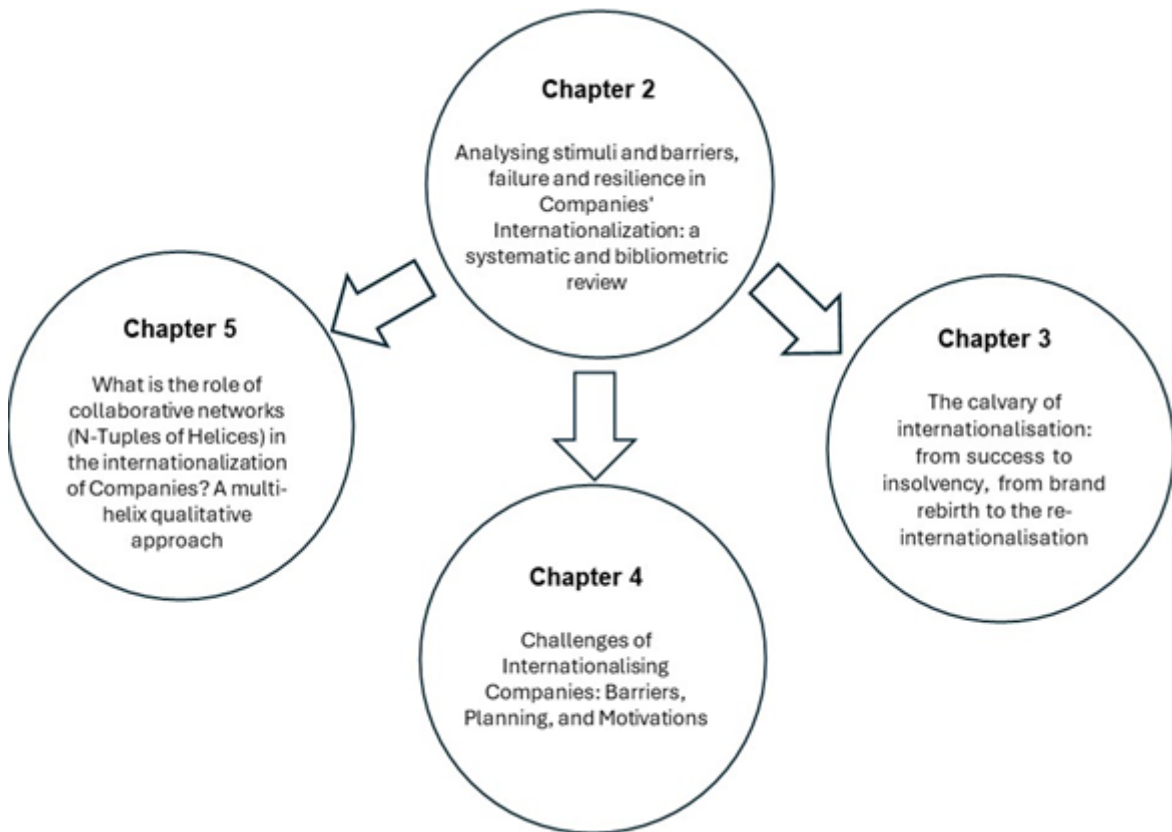 Chapter 2
Analysing stimuli and barriers,
failure and resilience in
Companies'
Internationalization: a
systematic and bibliometric
review
Chapter 5
What is the role of
collaborative networks
(N-Tuples of Helices) in
the internationalization
of Companies? A multi-
helix qualitative
approach
Chapter 3
The calvary of
internationalisation:
from success to
insolvency, from brand
rebirth to the re-
internationalisation
Chapter 4
Challenges of
Internationalising
Companies: Barriers,
Planning, and Motivations